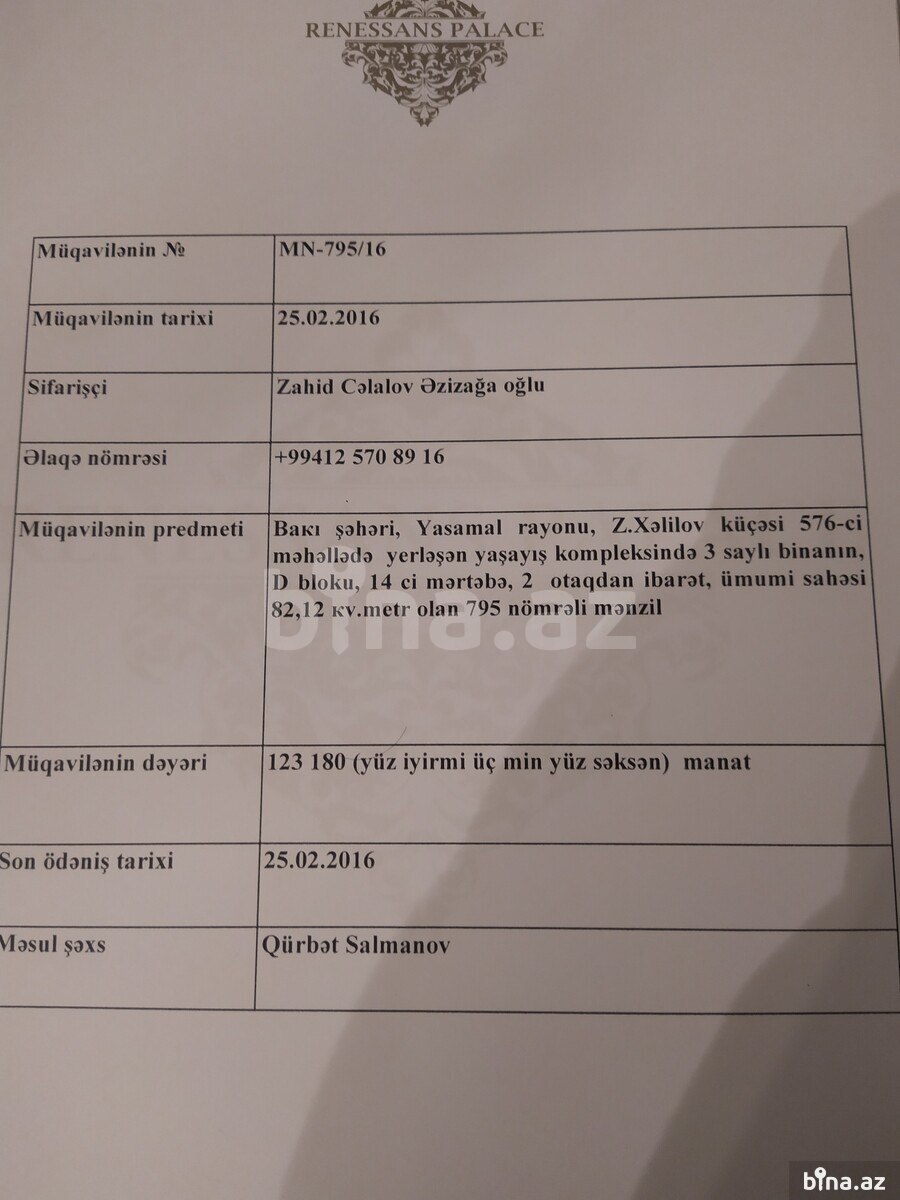 RENESSANS PALACE
Müqavilənin № MN-795/16
Müqavilənin tarixi 25.02.2016
Sifarişçi Zahid Cəlalov Əzizağa oğlu
Əlaqə nömrəsi +99412 570 89 16
Müqavilənin predmeti Bakı şəhəri, Yasamal rayonu, Z.Xəlilov küçəsi 576-ci
məhəllədə yerləşən yaşayış kompleksində 3 saylı binanın,
D bloku, 14 ci mərtəbə, 2 otaqdan ibarət, ümumi sahəsi
82,12 kv.metr olan 795 nömrəli mənzil
bina.az
Müqavilənin dəyəri 123 180 (yüz iyirmi üç min yüz səksən) manat
Son ödəniş tarixi 25.02.2016
Məsul şəxs Qürbət Salmanov
bina.az